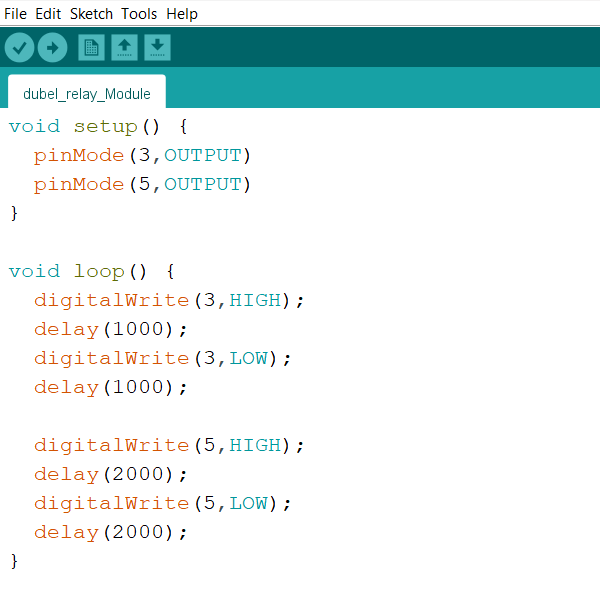 File Edit Sketch Tools Help
dubel_relay_Module
void setup() {
  pinMode(3,OUTPUT)
  pinMode(5,OUTPUT)
}
void loop() {
  digitalWrite(3,HIGH);
  delay(1000);
  digitalWrite(3,LOW);
  delay(1000);
  digitalWrite(5,HIGH);
  delay(2000);
  digitalWrite(5,LOW);
  delay(2000);
}